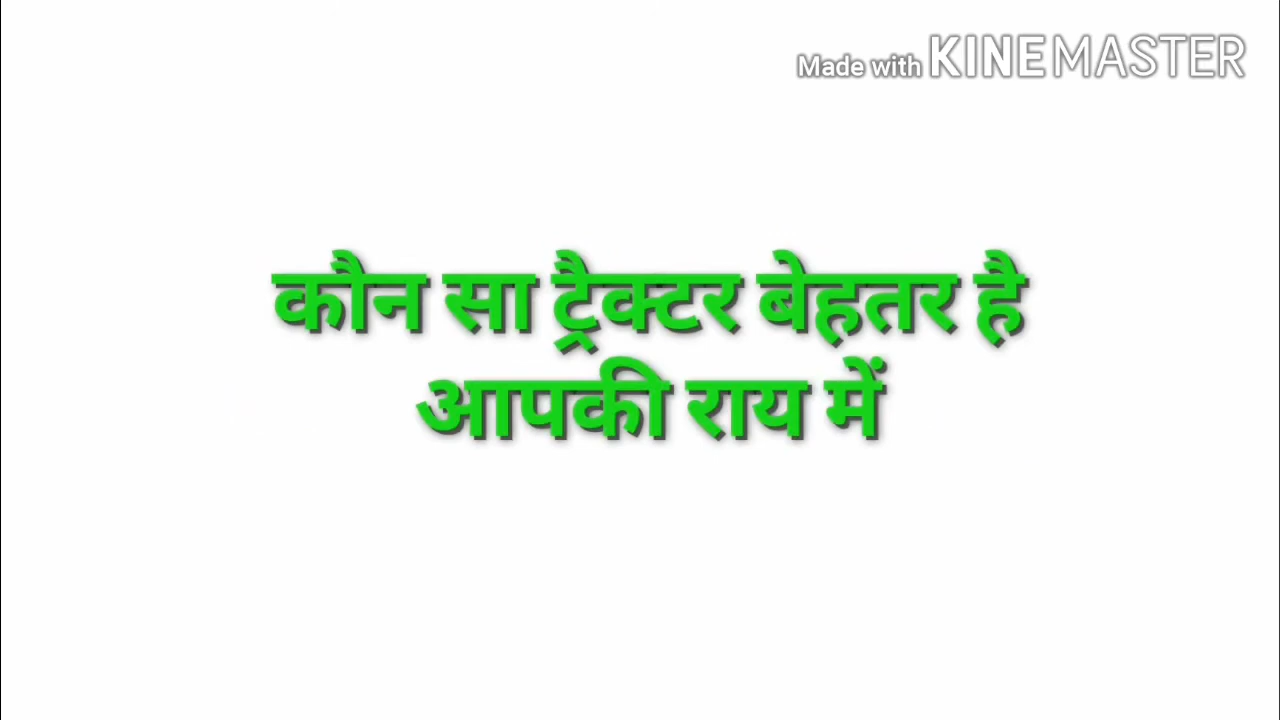 Made with KINEMASTER
कौन सा ट्रैक्टर बेहतर है
आपकी राय में